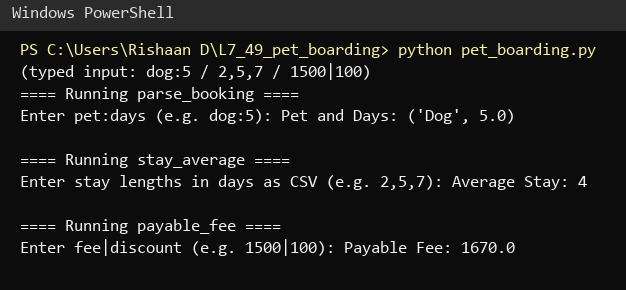 Windows PowerShell
PS C:\Users\Rishaan D\L7_49_pet_boarding> python pet_boarding.py
(typed input: dog:5 / 2,5,7 / 1500|100)
==== Running parse_booking ====
Enter pet:days (e.g. dog:5): Pet and Days: ('Dog', 5.0)
==== Running stay_average ====
Enter stay lengths in days as CSV (e.g. 2,5,7): Average Stay: 4
==== Running payable_fee ====
Enter fee|discount (e.g. 1500|100): Payable Fee: 1670.0